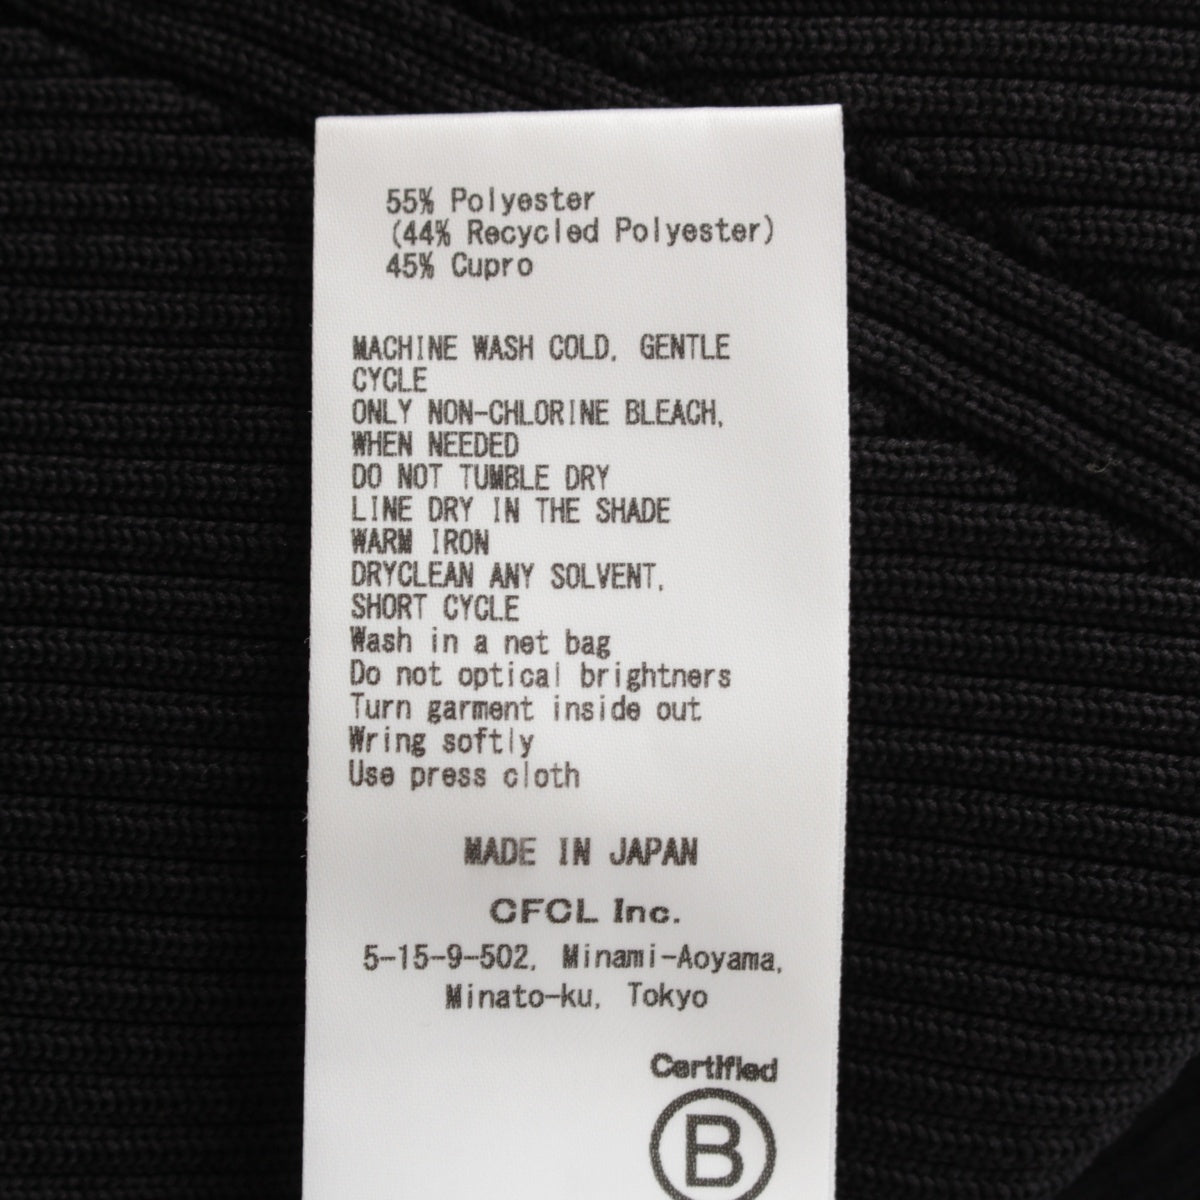 55% Polyester
(44% Recycled Polyester)
45% Cupro
MACHINE WASH COLD, GENTLE
CYCLE
ONLY NON-CHLORINE BLEACH,
WHEN NEEDED
DO NOT TUMBLE DRY
LINE DRY IN THE SHADE
WARM IRON
DRYCLEAN ANY SOLVENT,
SHORT CYCLE
Wash in a net bag
Do not optical brightners
Turn garment inside out
Wring softly
Use press cloth
MADE IN JAPAN
CFCL Inc.
5-15-9-502, Minami-Aoyama,
Minato-ku, Tokyo
Certified
B